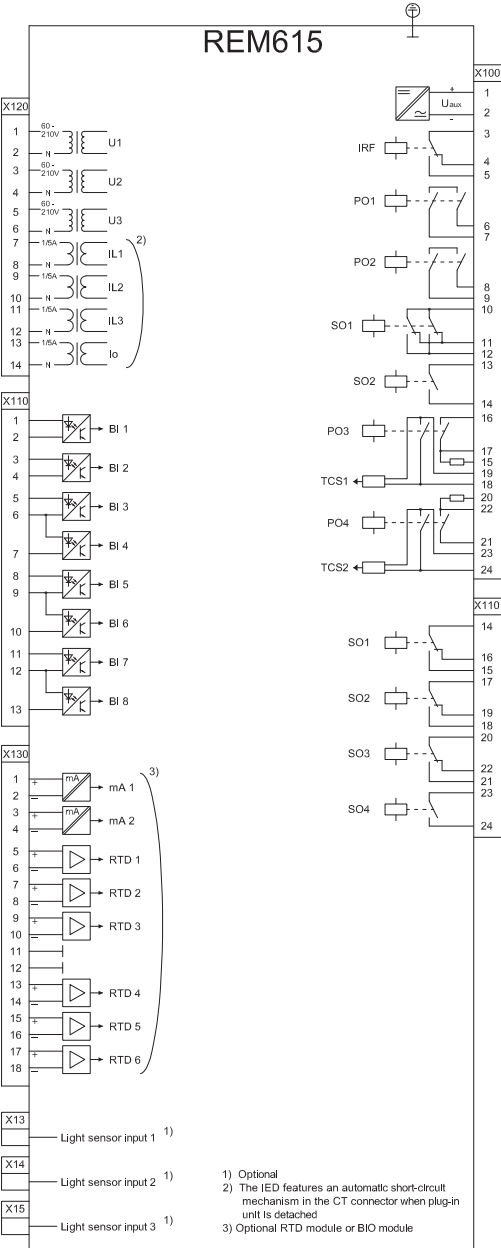 REM615
X100
1
+
Uaux
2
-
3
IRF
4
5
PO1
6
7
PO2
8
9
10
SO1
11
12
13
SO2
14
16
PO3
17
15
19
TCS1
18
20
22
PO4
21
23
TCS2
24
X110
14
SO1
16
15
17
SO2
19
18
20
SO3
22
21
23
SO4
24
X120
1
60 -
210V
U1
2
N
3
60 -
210V
U2
4
N
5
60 -
210V
U3
6
N
7
1/5A
2)
IL1
8
N
9
1/5A
IL2
10
N
11
1/5A
IL3
12
N
13
1/5A
Io
14
N
X110
1
BI 1
2
3
BI 2
4
5
BI 3
6
BI 4
7
8
BI 5
9
BI 6
10
11
BI 7
12
BI 8
13
X130
3)
1
+
mA
mA 1
2
–
3
+
mA
mA 2
4
–
5
+
RTD 1
6
–
7
+
RTD 2
8
–
9
+
RTD 3
10
–
11
12
13
+
RTD 4
14
–
15
+
RTD 5
16
–
17
+
RTD 6
18
–
X13
Light sensor input 1 1)
X14
Light sensor input 2 1)
X15
Light sensor input 3 1)
1) Optional
2) The IED features an automatic short-circuit
mechanism in the CT connector when plug-in
unit is detached
3) Optional RTD module or BIO module